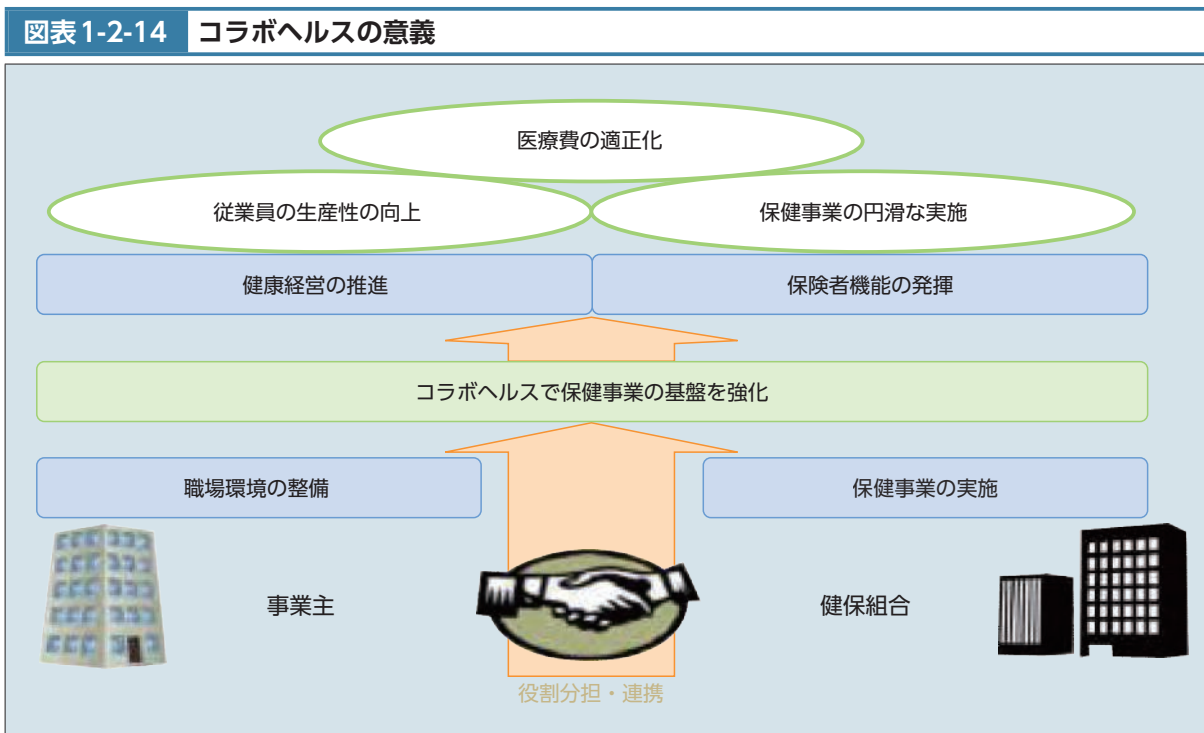 図表1-2-14 コラボヘルスの意義
医療費の適正化
従業員の生産性の向上
保健事業の円滑な実施
健康経営の推進
保険者機能の発揮
コラボヘルスで保健事業の基盤を強化
職場環境の整備
保健事業の実施
事業主
健保組合
役割分担・連携